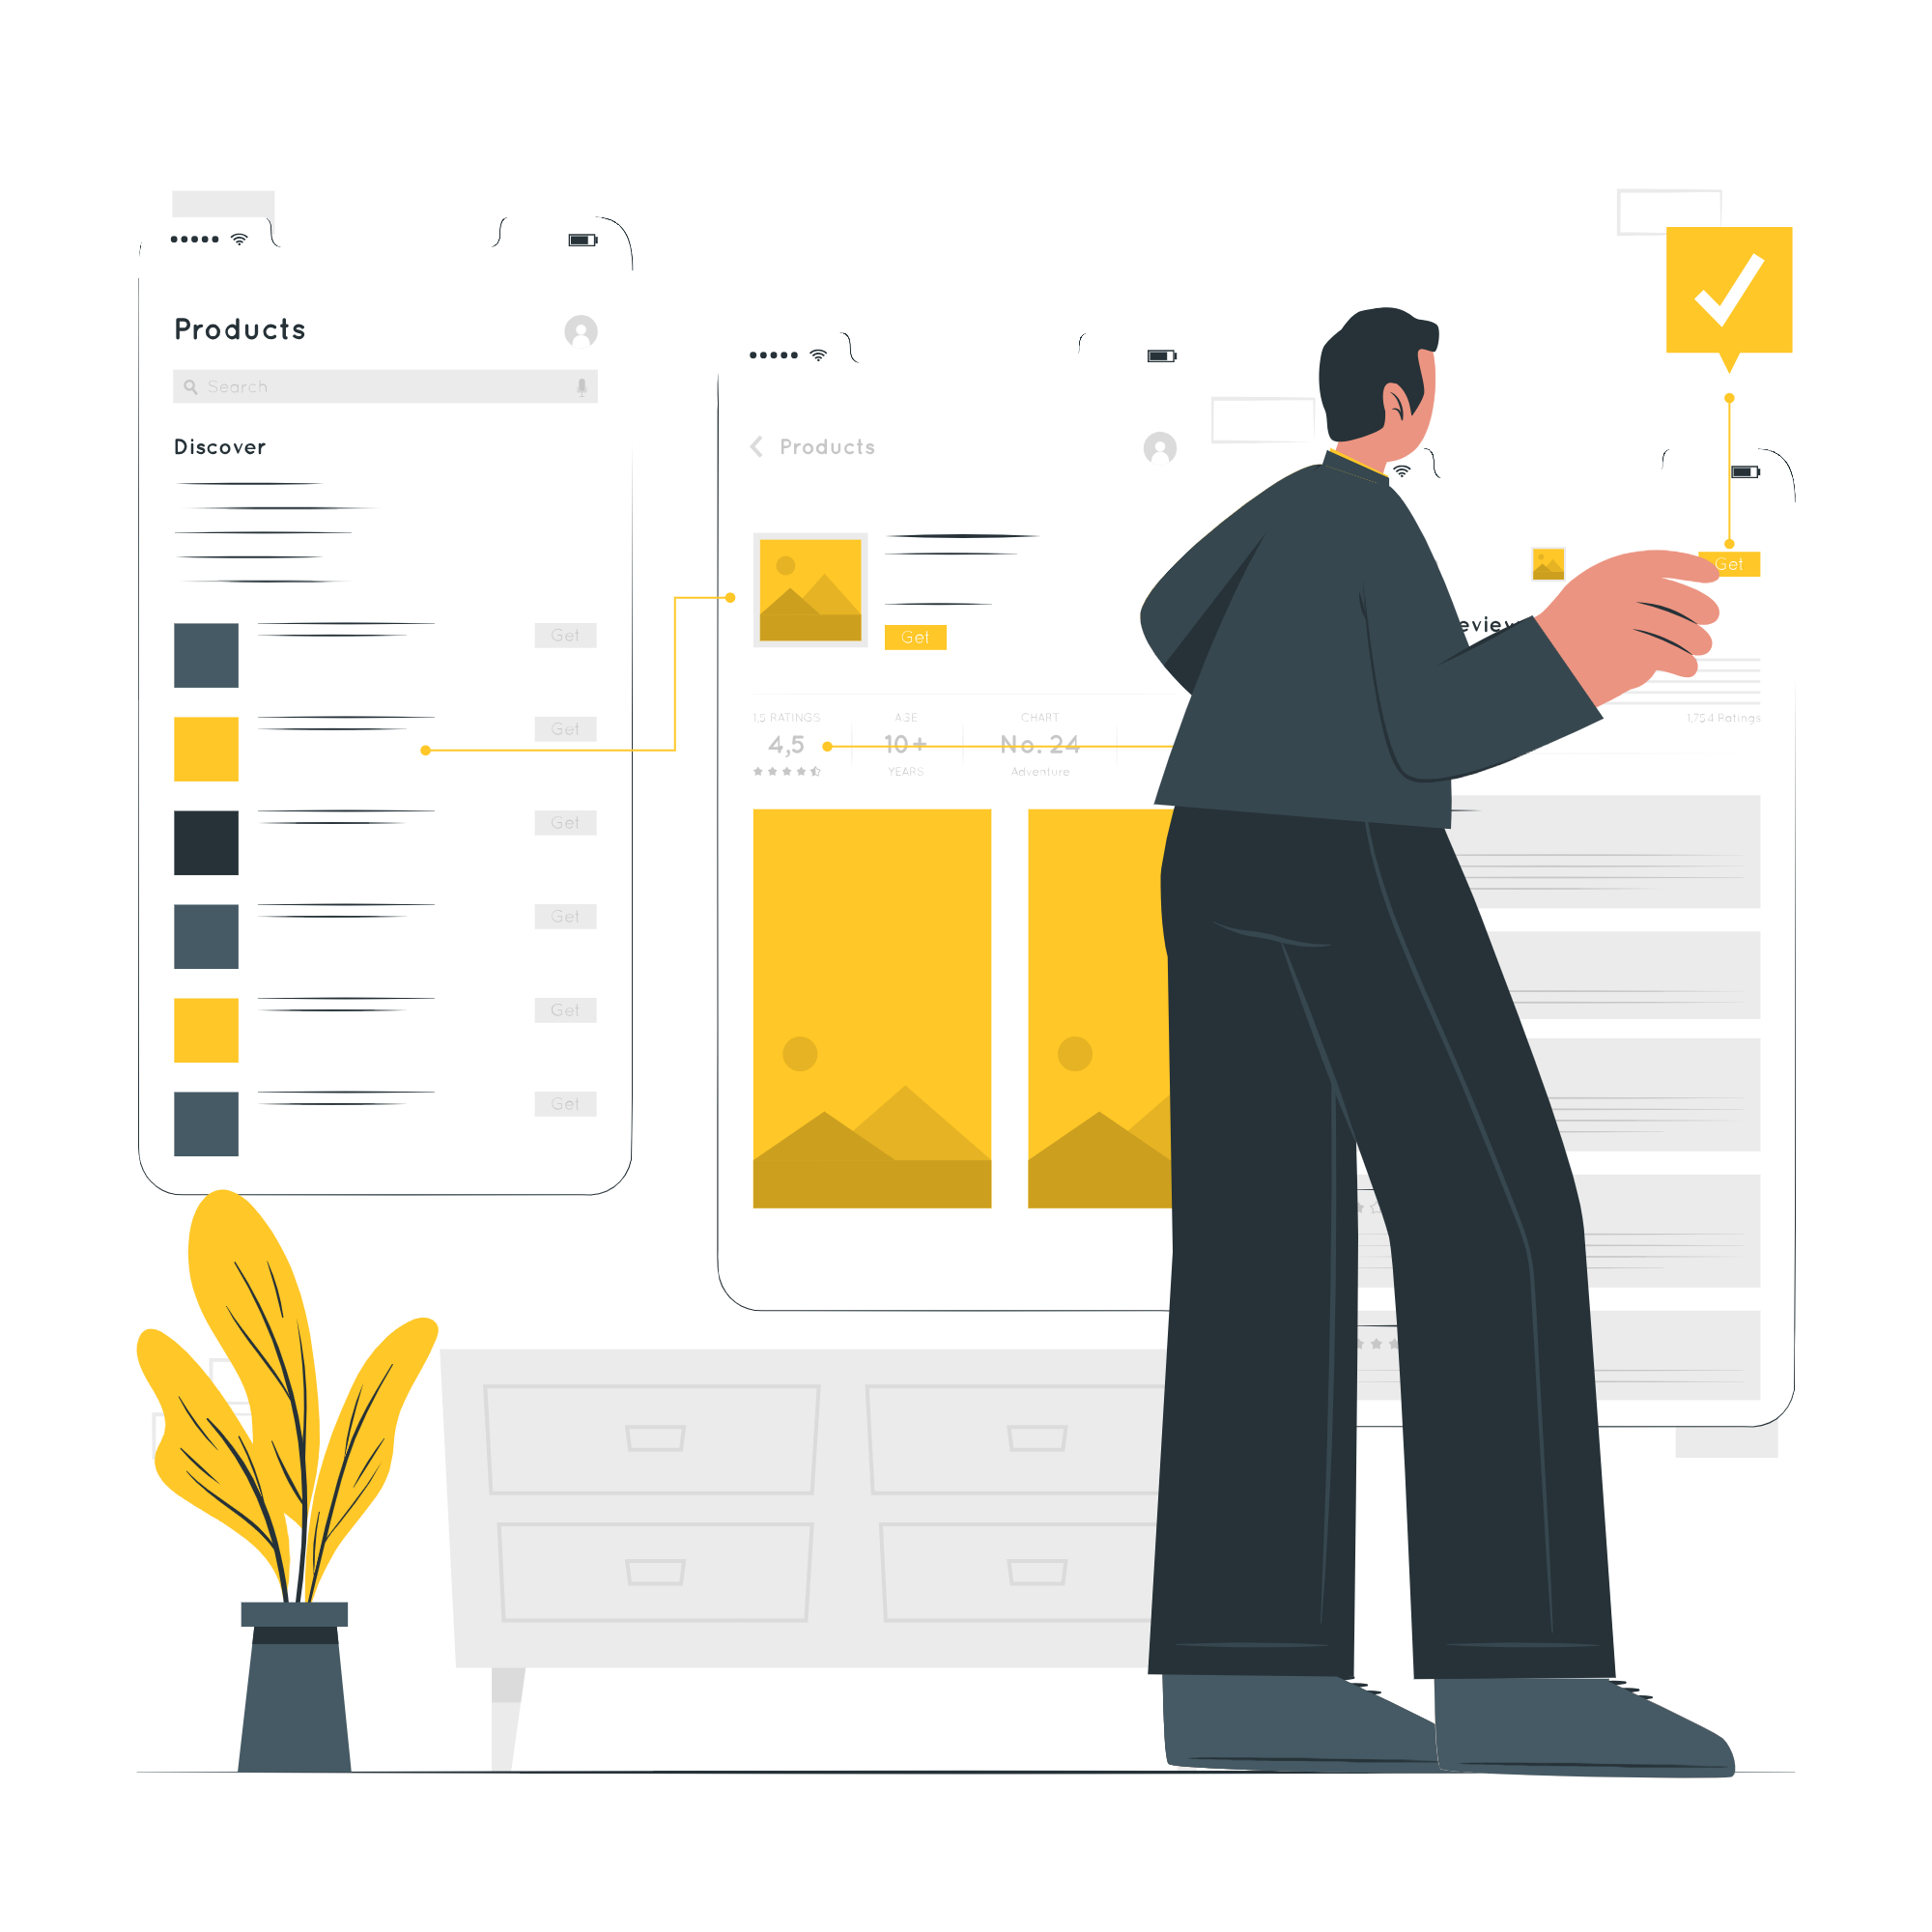 Products
Search
Discover
Get
Get
Get
Get
Get
Get
Products
Get
1,5 RATINGS
AGE
CHART
4,5
10+
No. 24
YEARS
Adventure
Get
1,754 Ratings